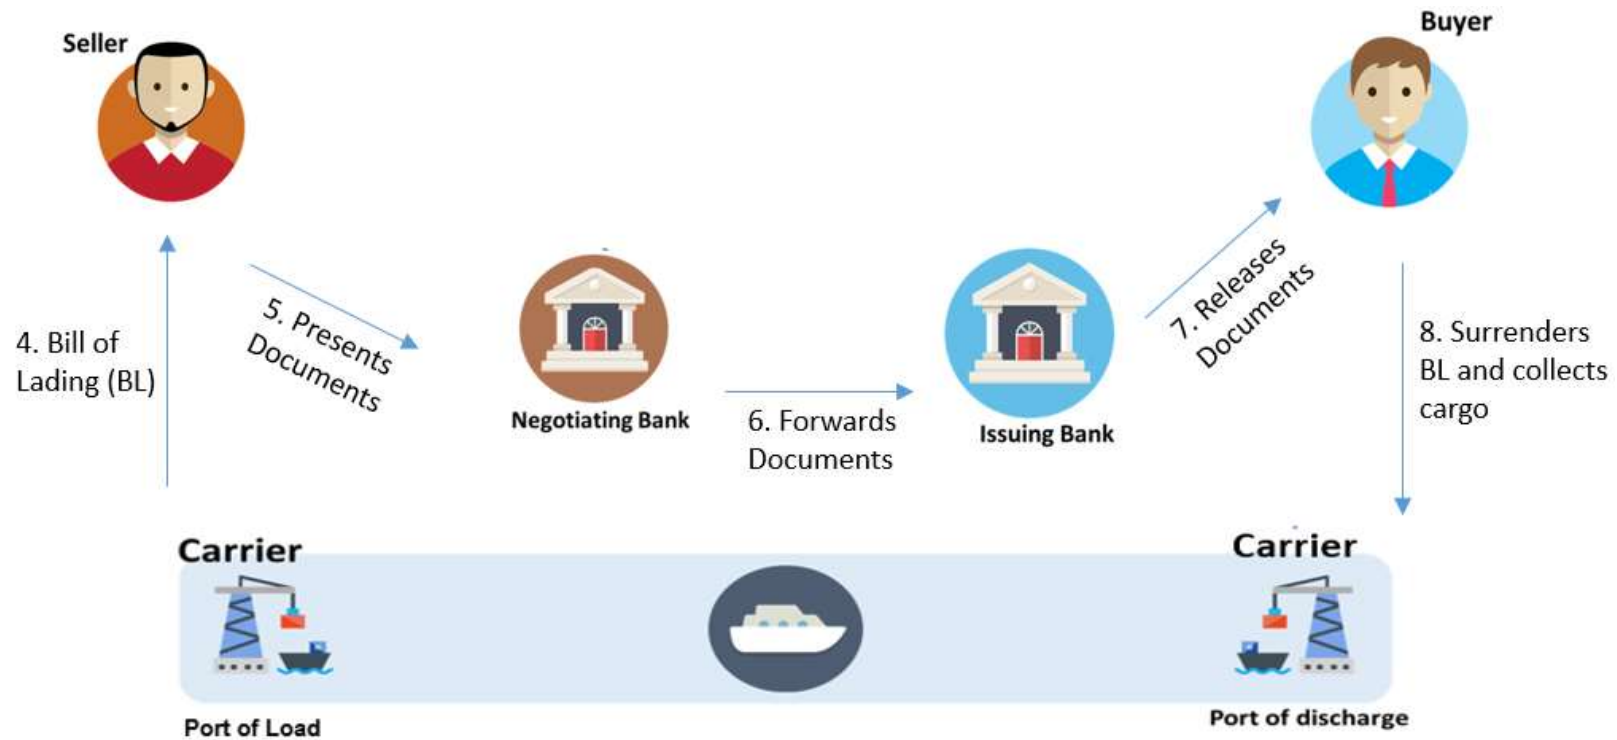 Seller
Buyer
4. Bill of
Lading (BL)
5. Presents
Documents
Negotiating Bank
6. Forwards
Documents
Issuing Bank
7. Releases
Documents
8. Surrenders
BL and collects
cargo
Carrier
Carrier
Port of Load
Port of discharge